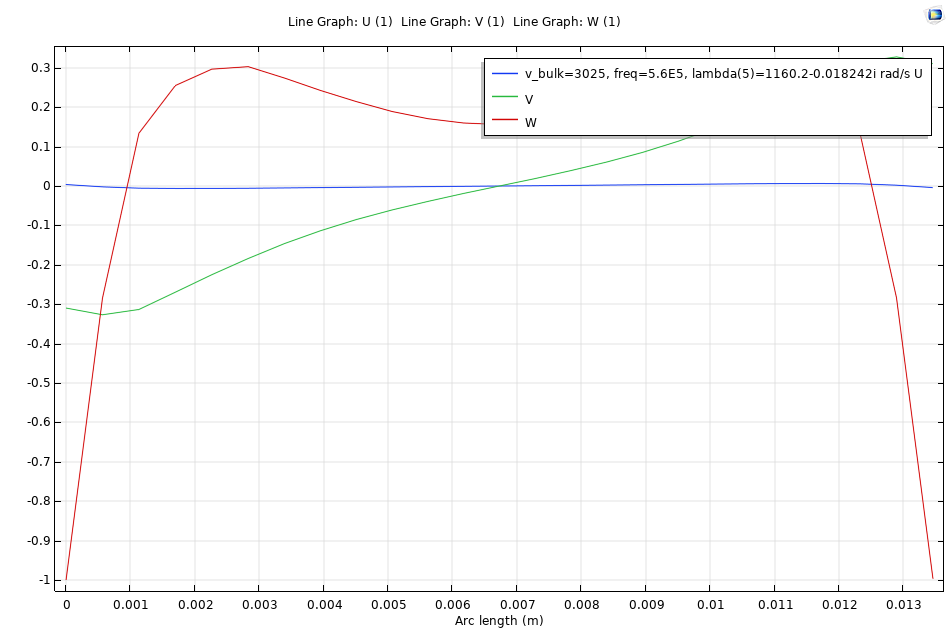 Line Graph: U (1) Line Graph: V (1) Line Graph: W (1)
v_bulk=3025, freq=5.6E5, lambda(5)=1160.2-0.018242i rad/s U
V
W
0.3
0.2
0.1
0
-0.1
-0.2
-0.3
-0.4
-0.5
-0.6
-0.7
-0.8
-0.9
-1
0 0.001 0.002 0.003 0.004 0.005 0.006 0.007 0.008 0.009 0.01 0.011 0.012 0.013
Arc length (m)